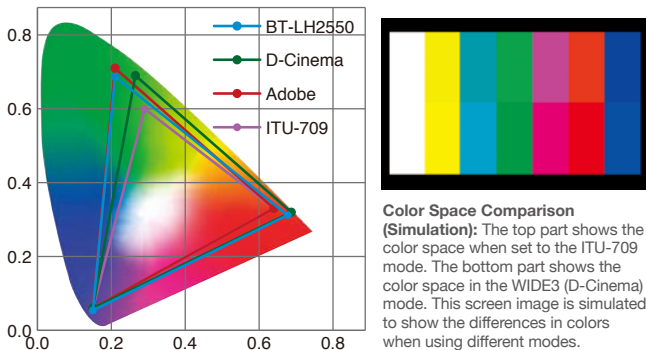 0.8
0.6
0.4
0.2
0.0
0.0
0.2
0.4
0.6
0.8
BT-LH2550
D-Cinema
Adobe
ITU-709
Color Space Comparison
(Simulation): The top part shows the
color space when set to the ITU-709
mode. The bottom part shows the
color space in the WIDE3 (D-Cinema)
mode. This screen image is simulated
to show the differences in colors
when using different modes.